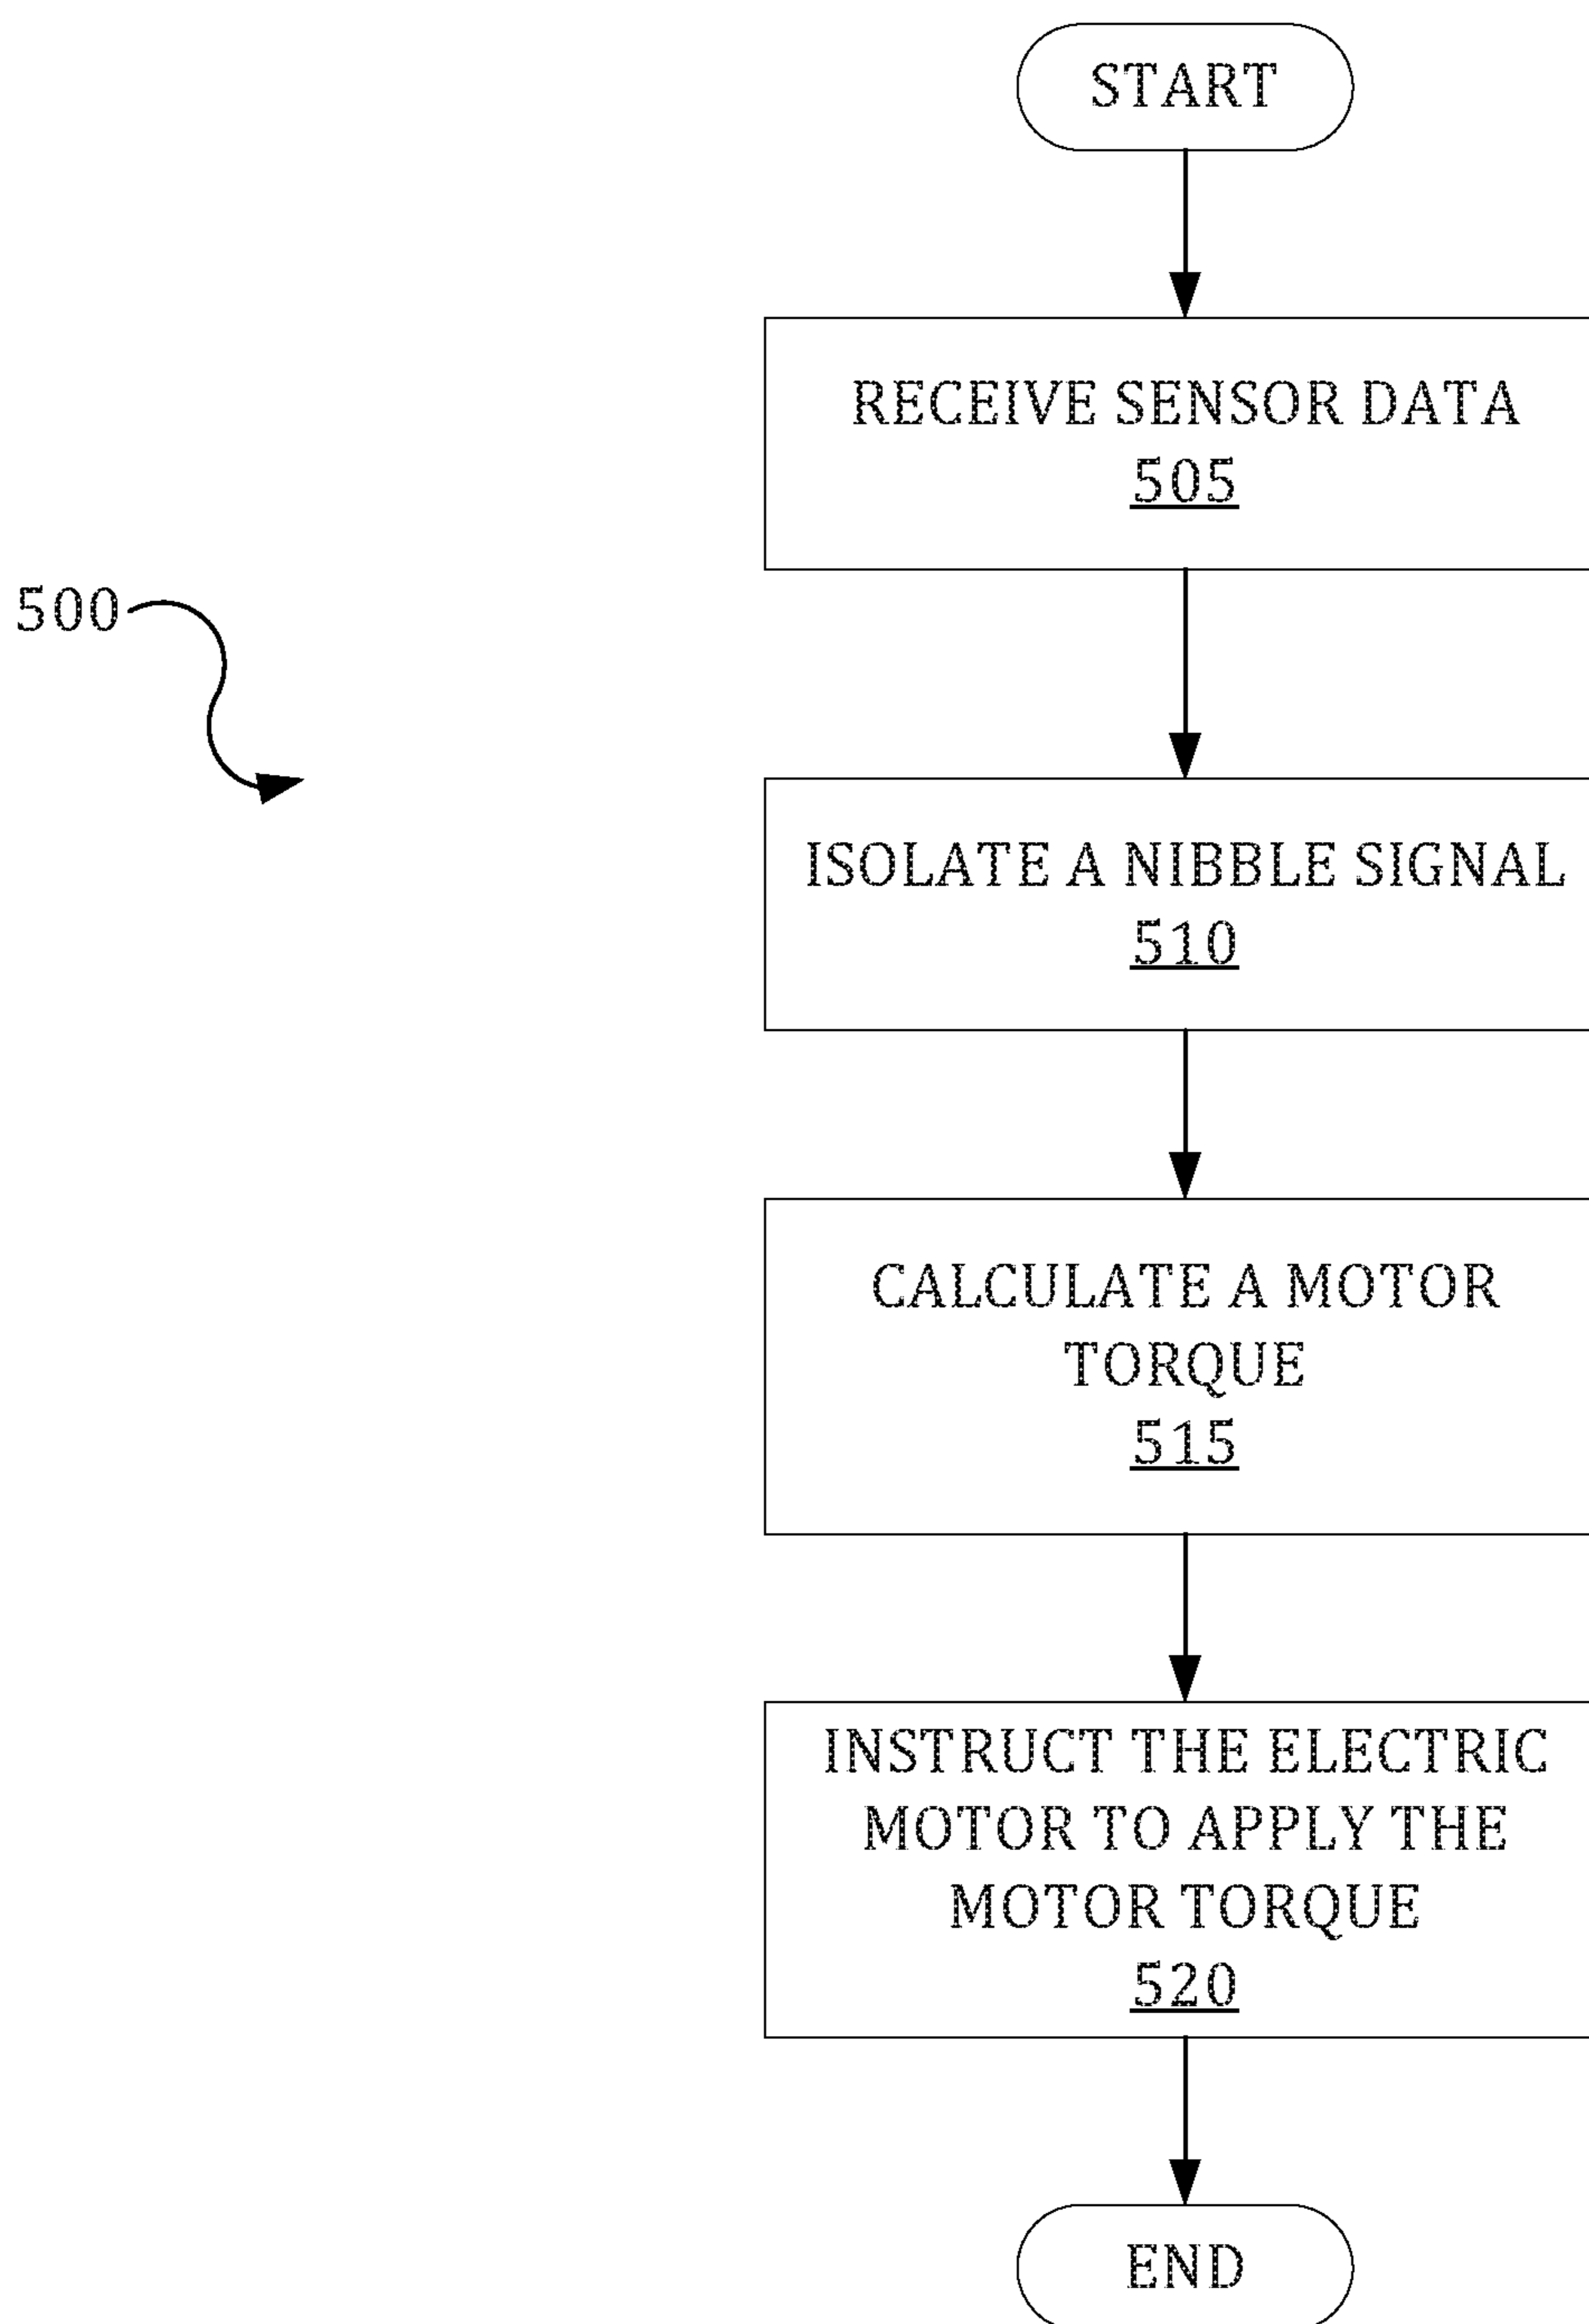 START
RECEIVE SENSOR DATA
505
500
ISOLATE A NIBBLE SIGNAL
510
CALCULATE A MOTOR
TORQUE
515
INSTRUCT THE ELECTRIC
MOTOR TO APPLY THE
MOTOR TORQUE
520
END